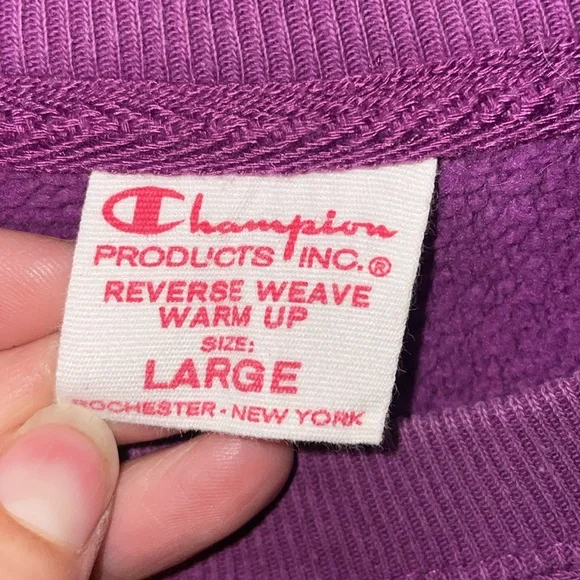 Champion
PRODUCTS INC.®
REVERSE WEAVE
WARM UP
SIZE:
LARGE
ROCHESTER · NEW YORK